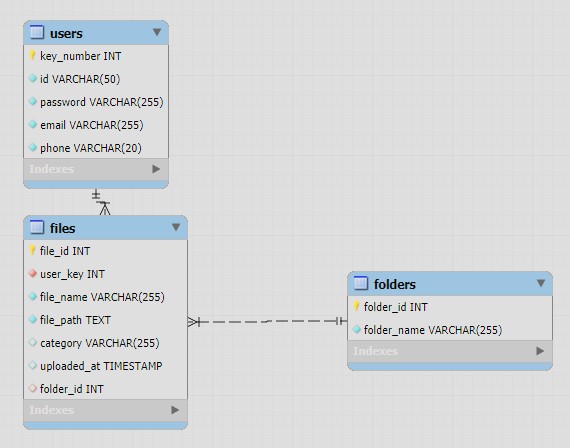 users
key_number INT
id VARCHAR(50)
password VARCHAR(255)
email VARCHAR(255)
phone VARCHAR(20)
Indexes
files
file_id INT
user_key INT
file_name VARCHAR(255)
file_path TEXT
category VARCHAR(255)
uploaded_at TIMESTAMP
folder_id INT
Indexes
folders
folder_id INT
folder_name VARCHAR(255)
Indexes